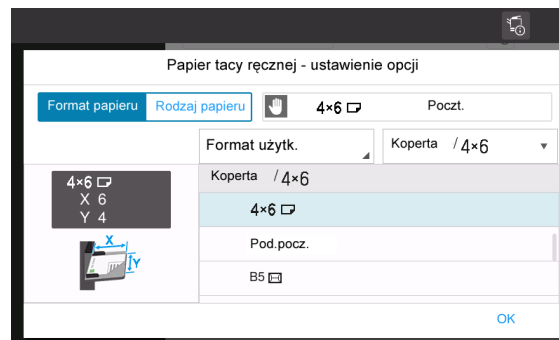 Papier tacy ręcznej - ustawienie opcji
Format papieru Rodzaj papieru 4×6 Poczt.
Format użytk. Koperta /4×6
Koperta /4×6
4×6
X 6
Y 4
4×6
Pod.pocz.
B5
X
Y
OK